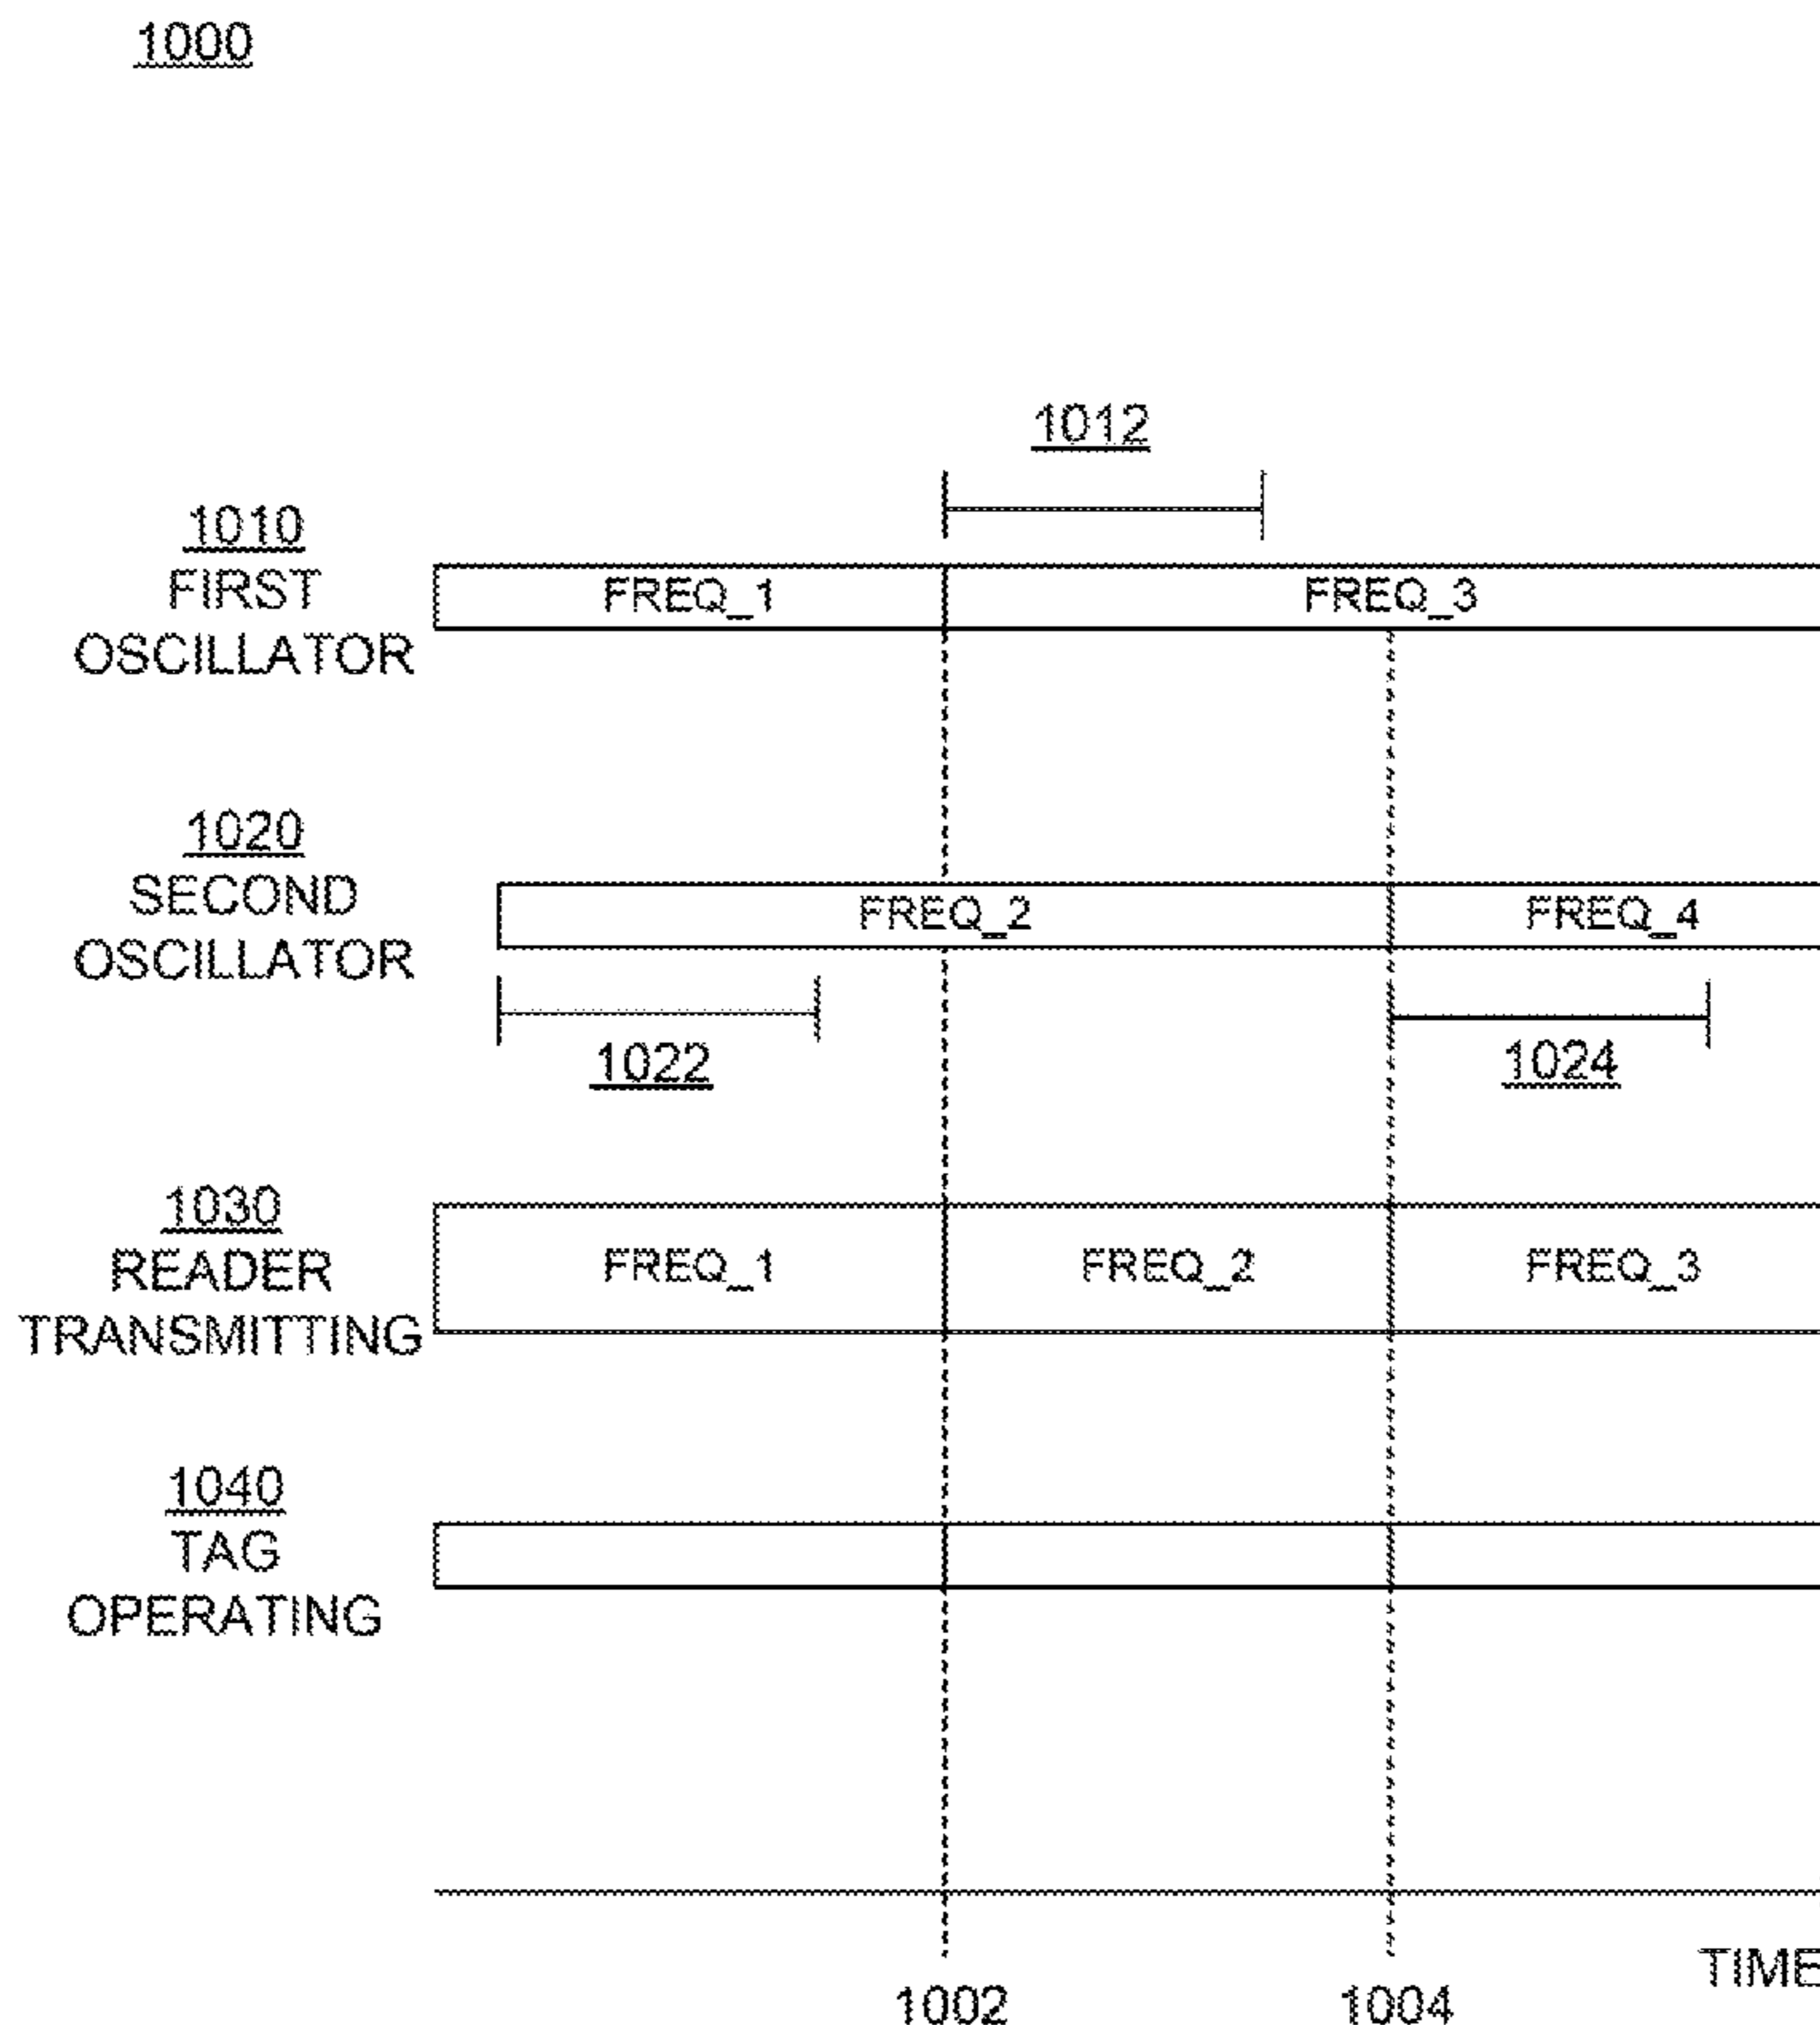 1000
1012
1010
FIRST
OSCILLATOR
FREQ_1
FREQ_3
1020
SECOND
OSCILLATOR
FREQ_2
FREQ_4
1022
1024
1030
READER
TRANSMITTING
FREQ_1
FREQ_2
FREQ_3
1040
TAG
OPERATING
TIME
1002
1004